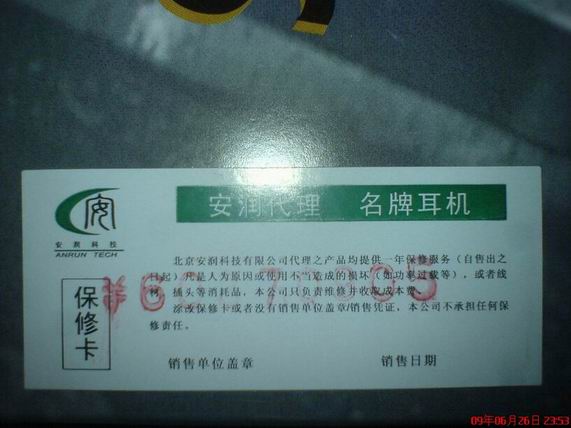 安润代理 名牌耳机
安润科技
ANRUN TECH
保修卡
北京安润科技有限公司代理之产品均提供一年保修服务（自售出之
日起）凡是人为原因或使用不当造成的损坏（如功率过载等），或者线
材、插头等消耗品，本公司只负责维修并收取成本费。
涂改保修卡或者没有销售单位盖章/销售凭证，本公司不承担任何保
修责任。
销售单位盖章 销售日期
09年06月26日 23:53